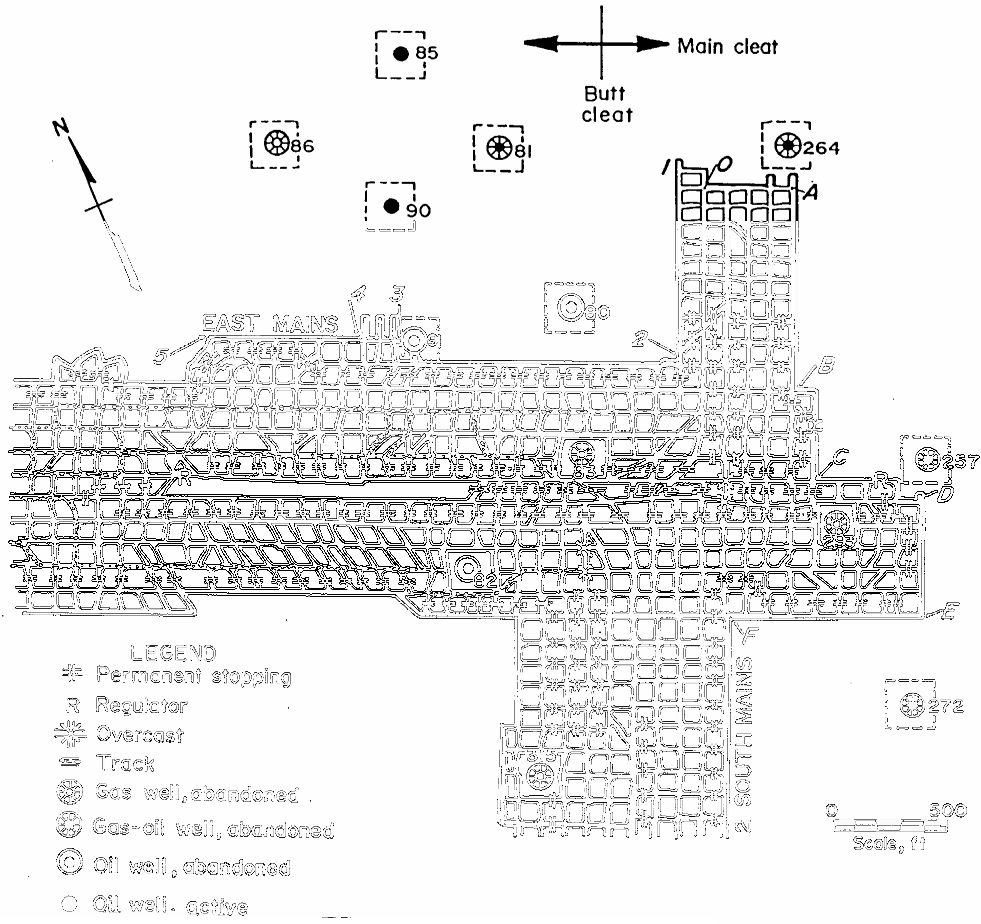 85
Main cleat
Butt
cleat
N
86
81
264
1
O
A
90
4
3
EAST MAINS
5
2
B
C
D
E
F
R
LEGEND
Permanent stopping
R Regulator
Overcast
Track
Gas well, abandoned
Gas-oil well, abandoned
Oil well, abandoned
Oil well, active
2 SOUTH MAINS
272
0 500
Scale, ft